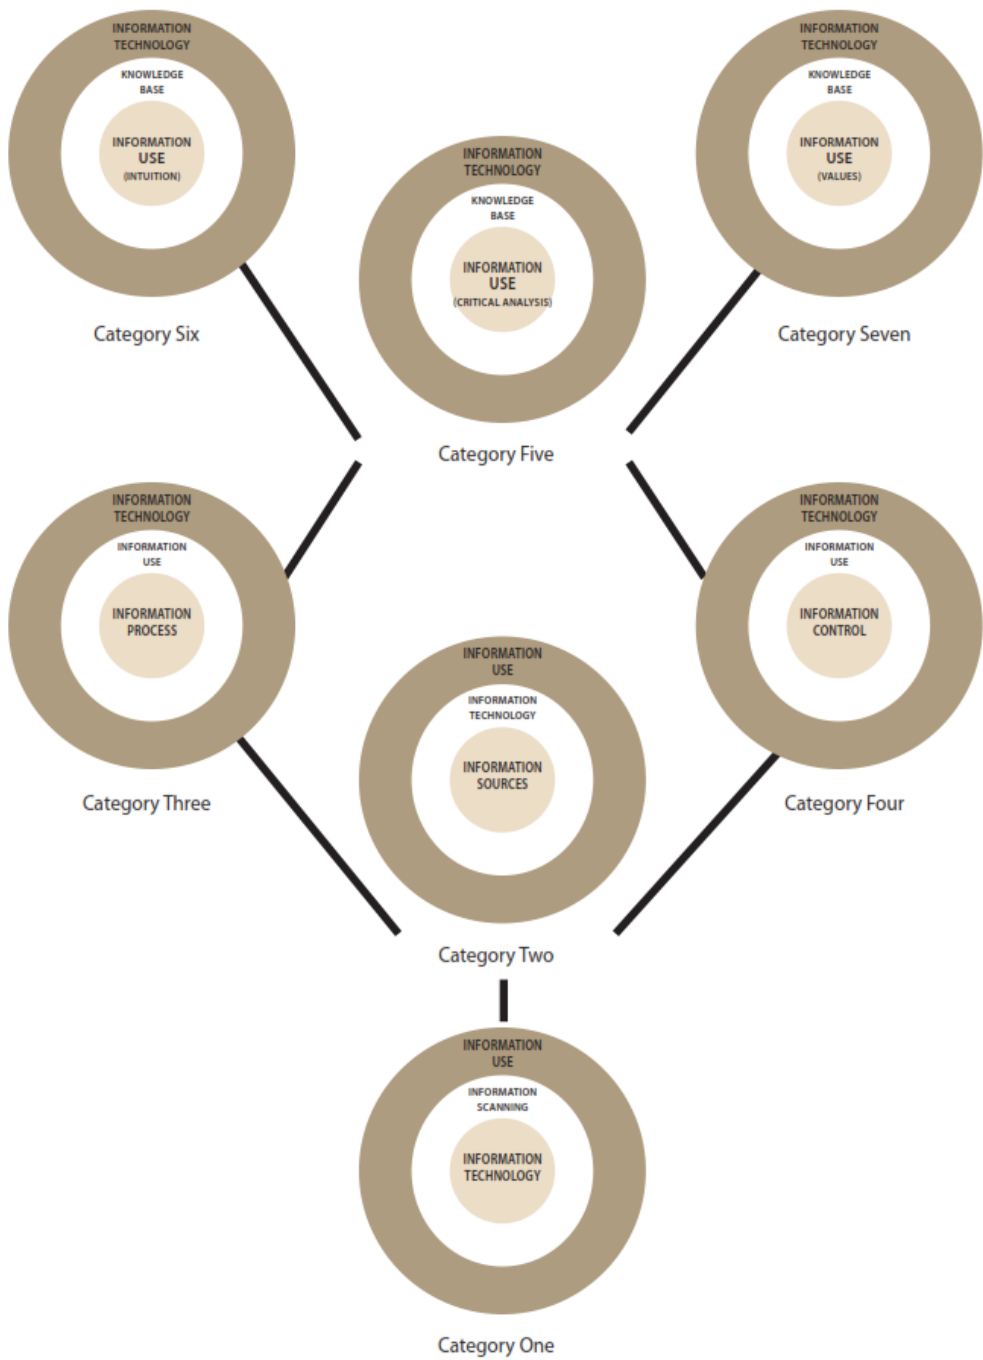 INFORMATION
TECHNOLOGY
KNOWLEDGE
BASE
INFORMATION
USE
(INTUITION)
Category Six
INFORMATION
TECHNOLOGY
KNOWLEDGE
BASE
INFORMATION
USE
(CRITICAL ANALYSIS)
Category Five
INFORMATION
TECHNOLOGY
KNOWLEDGE
BASE
INFORMATION
USE
(VALUES)
Category Seven
INFORMATION
TECHNOLOGY
INFORMATION
USE
INFORMATION
PROCESS
Category Three
INFORMATION
USE
INFORMATION
TECHNOLOGY
INFORMATION
SOURCES
Category Two
INFORMATION
TECHNOLOGY
INFORMATION
USE
INFORMATION
CONTROL
Category Four
INFORMATION
USE
INFORMATION
SCANNING
INFORMATION
TECHNOLOGY
Category One